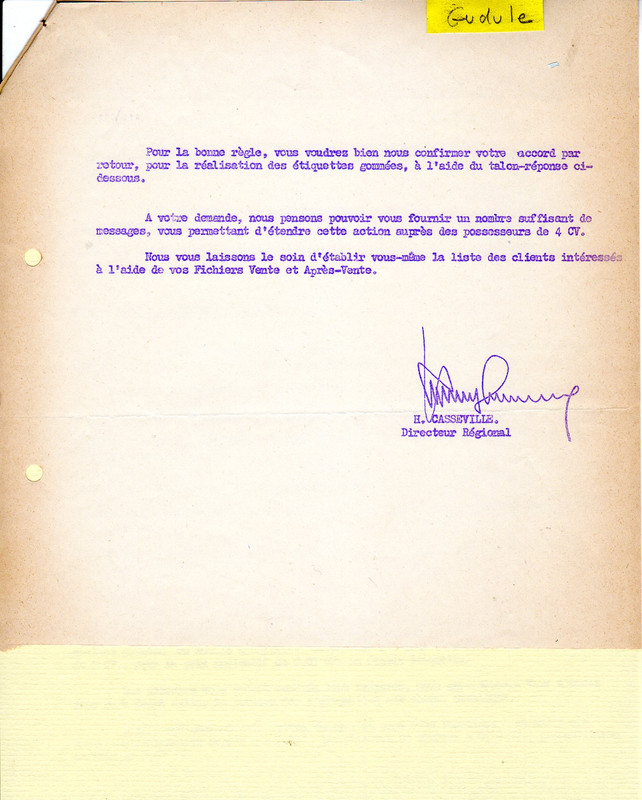 Gudule
Pour la bonne règle, vous voudrez bien nous confirmer votre accord par
retour, pour la réalisation des étiquettes gommées, à l'aide du talon-réponse ci-
dessous.
A votre demande, nous pensons pouvoir vous fournir un nombre suffisant de
messages, vous permettant d'étendre cette action auprès des possesseurs de 4 CV.
Nous vous laissons le soin d'établir vous-même la liste des clients intéressés
à l'aide de vos Fichiers Vente et Après-Vente.
H. CASSEVILLE.
Directeur Régional